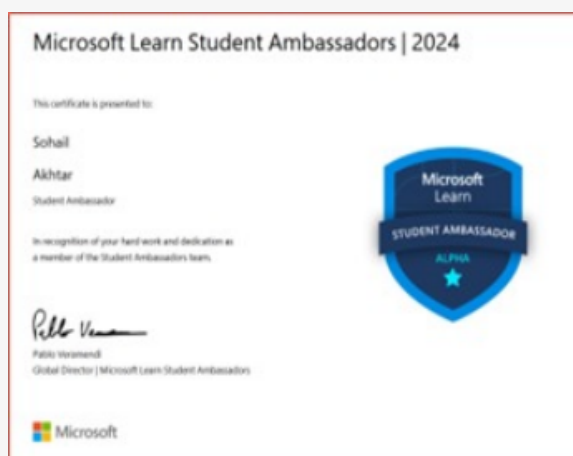 Microsoft Learn Student Ambassadors | 2024
This certificate is presented to:
Sohail
Akhtar
Student Ambassador
In recognition of your hard work and dedication as
a member of the Student Ambassadors team.
Microsoft
Learn
STUDENT AMBASSADOR
ALPHA
Pablo Veramendi
Global Director | Microsoft Learn Student Ambassadors
Microsoft